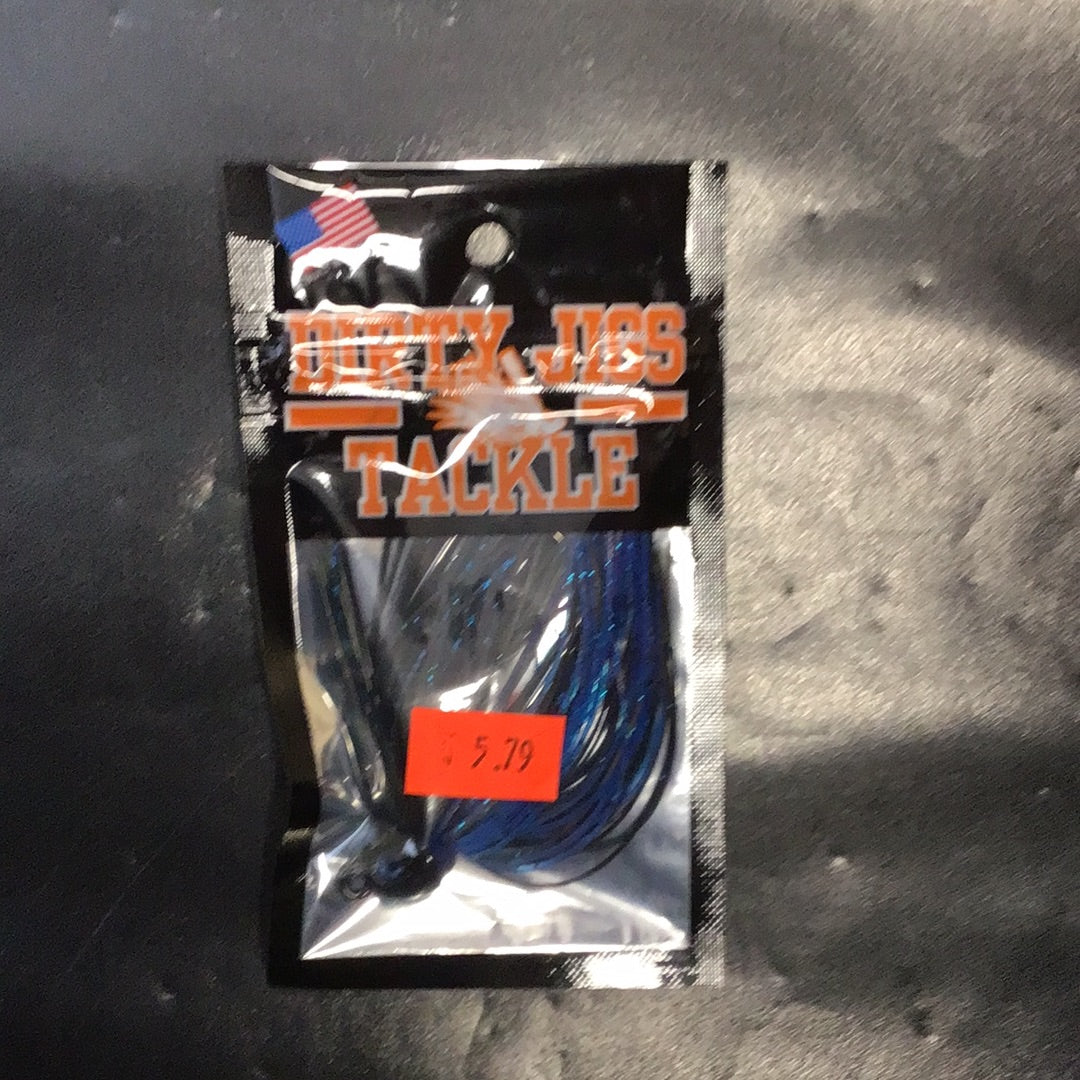 DIRTY JIGS
TACKLE
$ 5.79